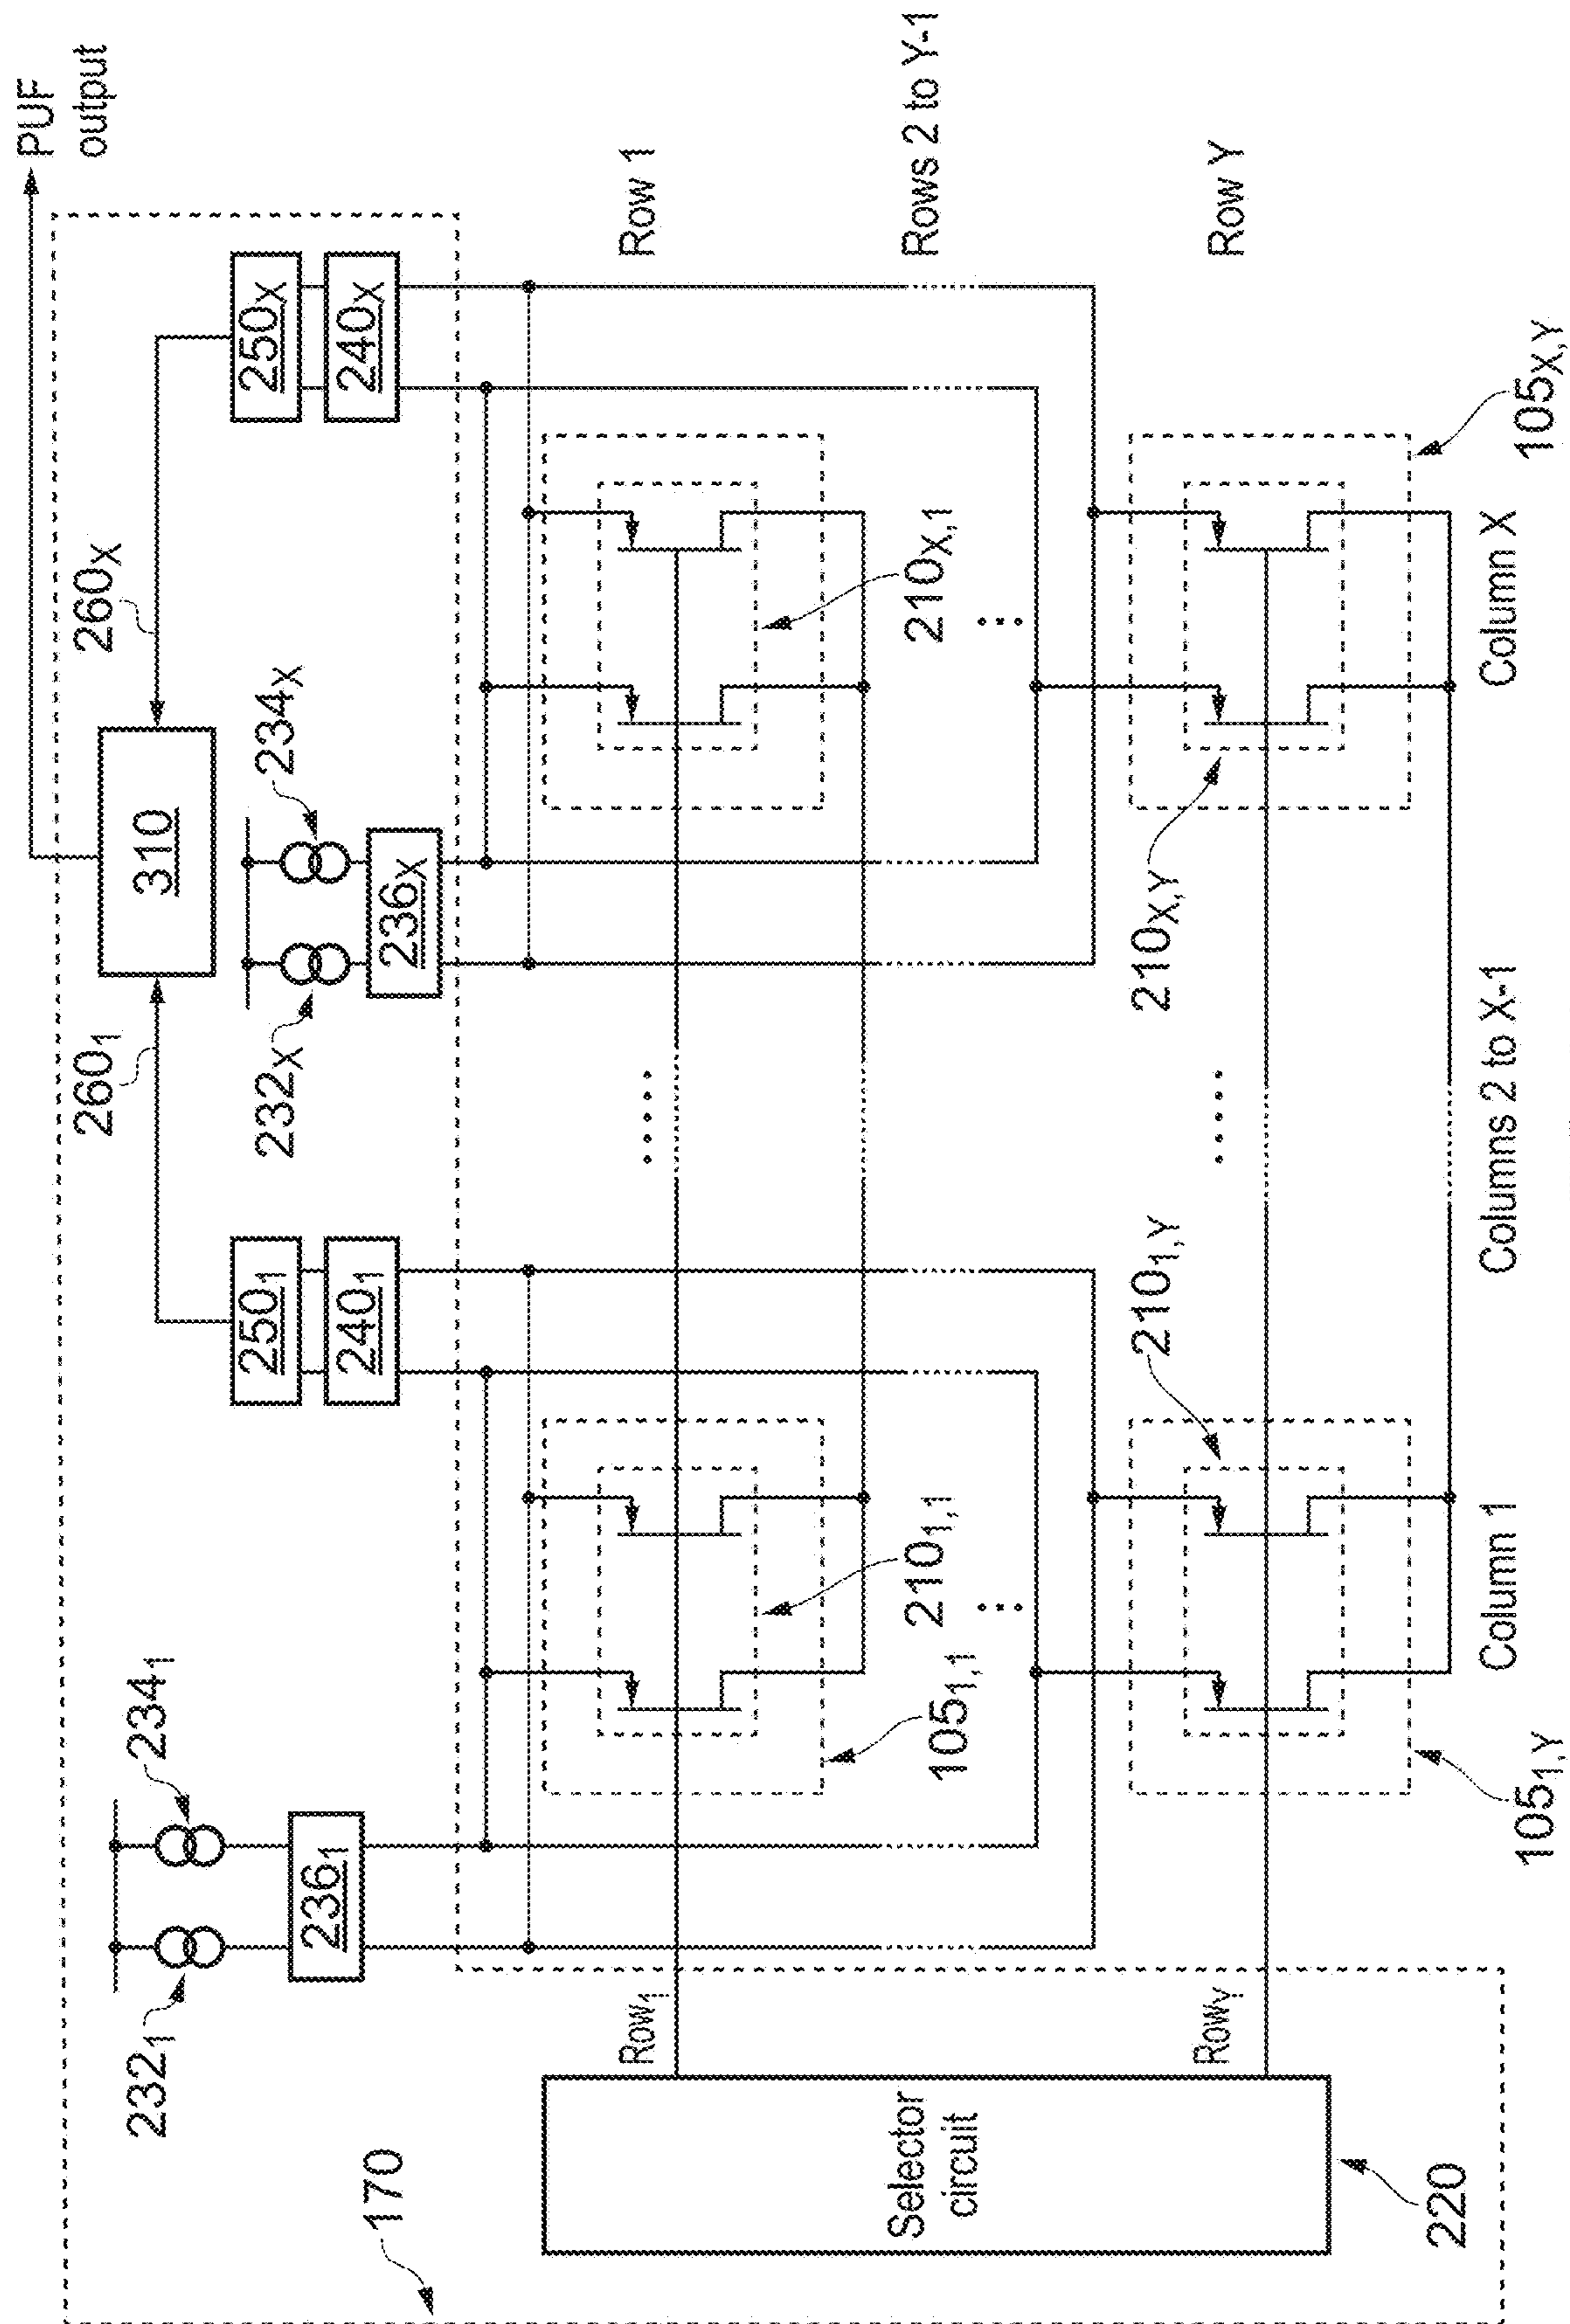 PUF
output
170
232₁
234₁
236₁
250₁
240₁
260₁
310
260ₓ
232ₓ
234ₓ
236ₓ
250ₓ
240ₓ
Selector
circuit
220
Row₁
Row_Y
105₁,₁
210₁,₁
210X,1
Row 1
Rows 2 to Y-1
105₁,Y
210₁,Y
210X,Y
105X,Y
Row Y
Column 1
Columns 2 to X-1
Column X